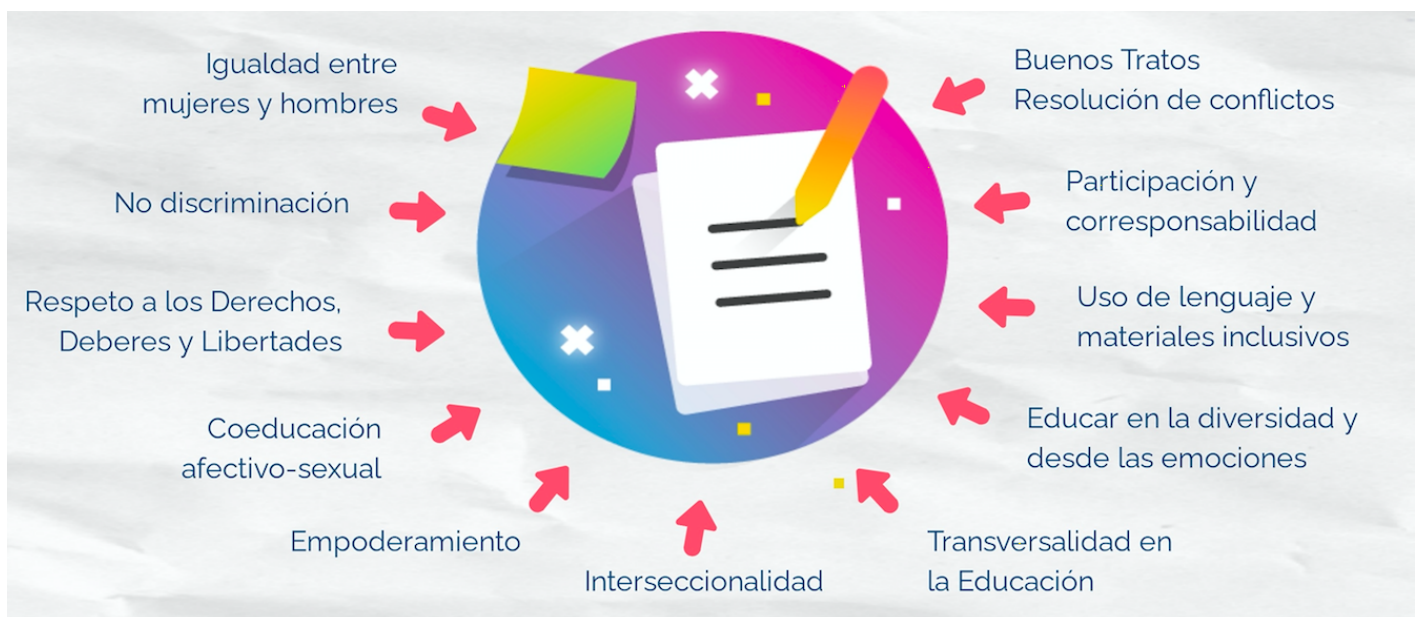 Igualdad entre
mujeres y hombres
No discriminación
Respeto a los Derechos,
Deberes y Libertades
Coeducación
afectivo-sexual
Empoderamiento
Interseccionalidad
Buenos Tratos
Resolución de conflictos
Participación y
corresponsabilidad
Uso de lenguaje y
materiales inclusivos
Educar en la diversidad y
desde las emociones
Transversalidad en
la Educación